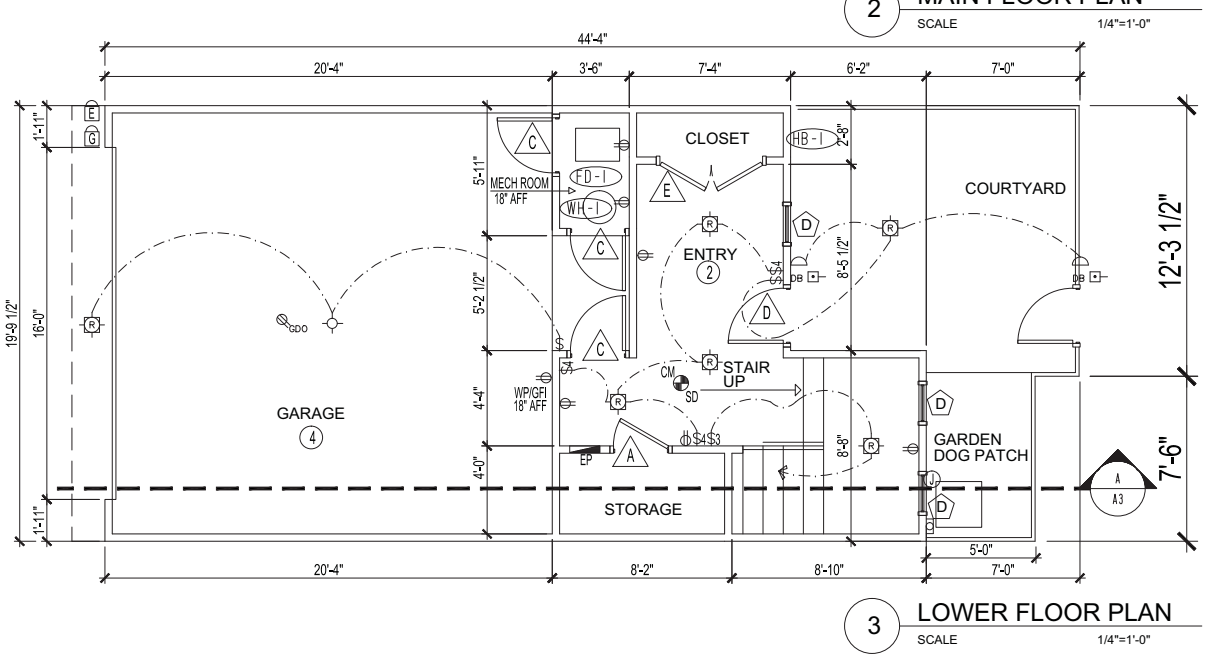 2
MAIN FLOOR PLAN
SCALE
1/4"=1'-0"
44'-4"
20'-4"
3'-6"
7'-4"
6'-2"
7'-0"
E
G
1'-11"
C
CLOSET
HB-1
2'-8"
5'-11"
MECH ROOM
18" AFF
FD-1
E
COURTYARD
WH-1
R
D
R
C
ENTRY
2
$$4
8'-5 1/2"
DB
DB
12'-3 1/2"
19'-9 1/2"
16'-0"
R
GDO
5'-2 1/2"
D
S
C
R
STAIR
UP
S4
CM
SD
WP/GFI
18" AFF
R
4'-4"
D
GARAGE
4
S4S3
R
8'-8"
GARDEN
DOG PATCH
7'-6"
EP
A
4'-0"
J
A
A3
1'-11"
STORAGE
D
5'-0"
20'-4"
8'-2"
8'-10"
7'-0"
3
LOWER FLOOR PLAN
SCALE
1/4"=1'-0"